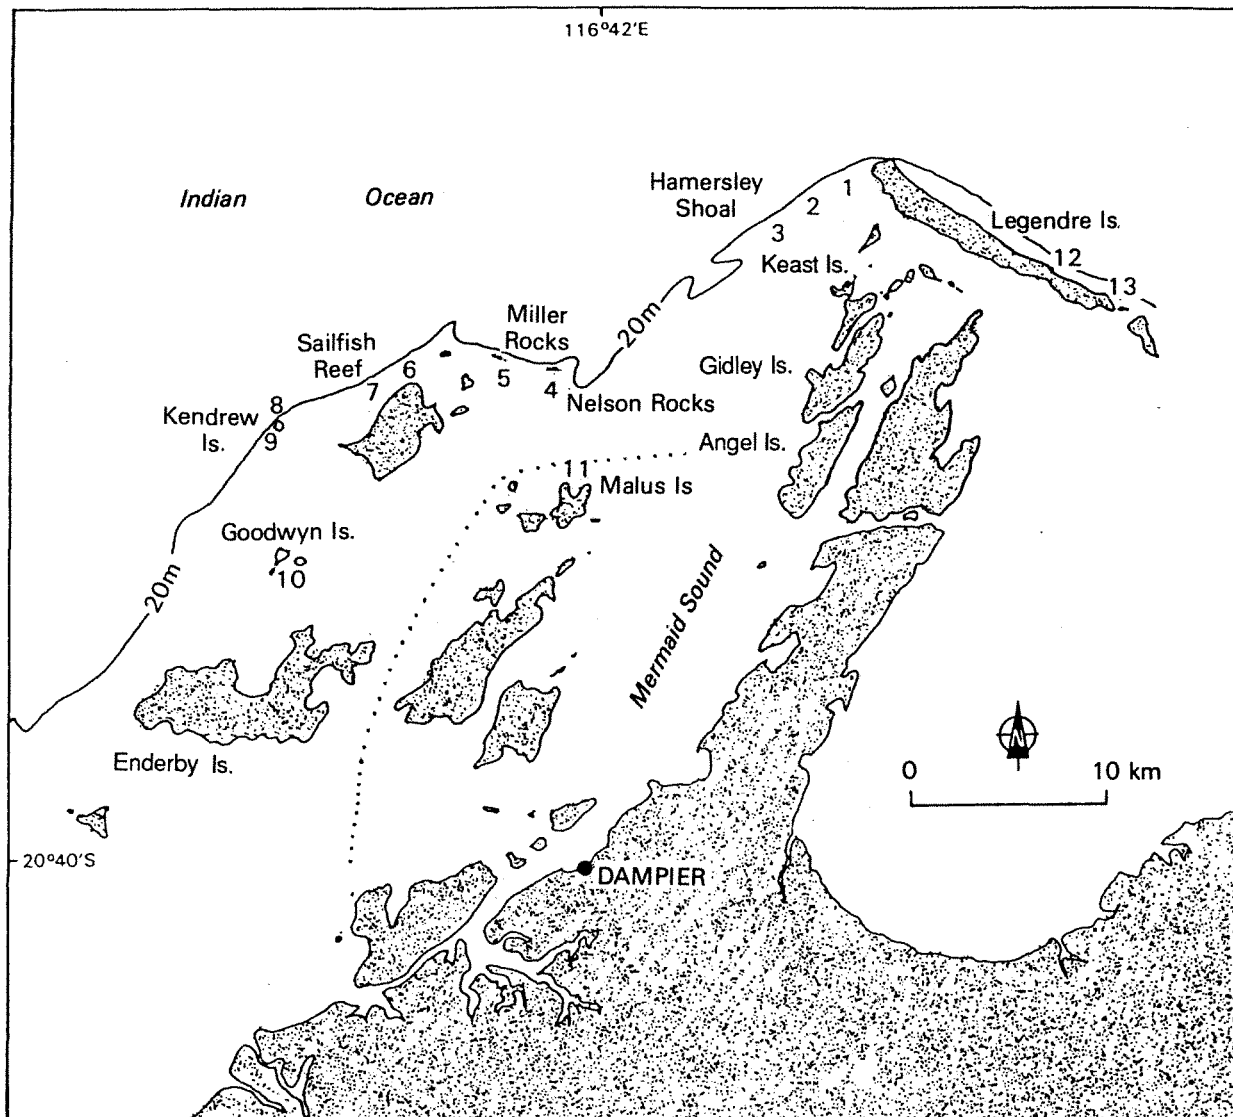 116°42'E
Indian Ocean
Hamersley
Shoal
1
2
3
Legendre Is.
12
13
Keast Is.
20m
Miller
Rocks
Sailfish
Reef
6
5
4
7
Nelson Rocks
Gidley Is.
8
Kendrew
Is.
9
Angel Is.
11
Malus Is
Goodwyn Is.
10
20m
Mermaid Sound
Enderby Is.
N
0 10 km
20°40'S
DAMPIER